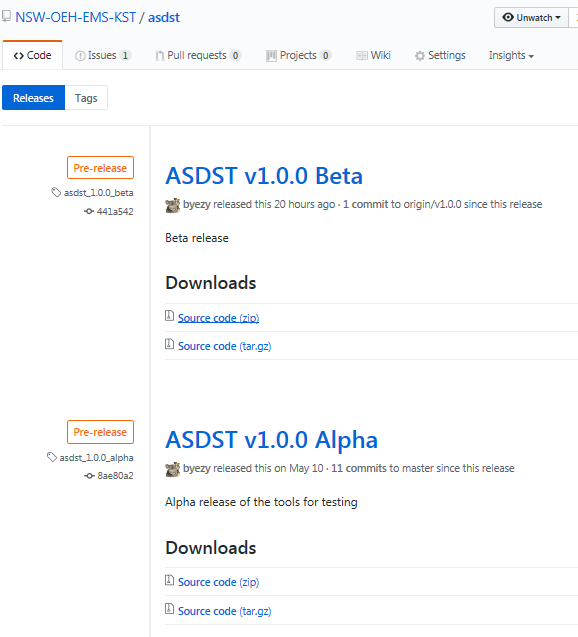 NSW-OEH-EMS-KST / asdst
Unwatch
Code Issues 1 Pull requests 0 Projects 0 Wiki Settings Insights
Releases Tags
Pre-release
asdst_1.0.0_beta
441a542
ASDST v1.0.0 Beta
byezy released this 20 hours ago · 1 commit to origin/v1.0.0 since this release
Beta release
Downloads
Source code (zip)
Source code (tar.gz)
Pre-release
asdst_1.0.0_alpha
8ae80a2
ASDST v1.0.0 Alpha
byezy released this on May 10 · 11 commits to master since this release
Alpha release of the tools for testing
Downloads
Source code (zip)
Source code (tar.gz)